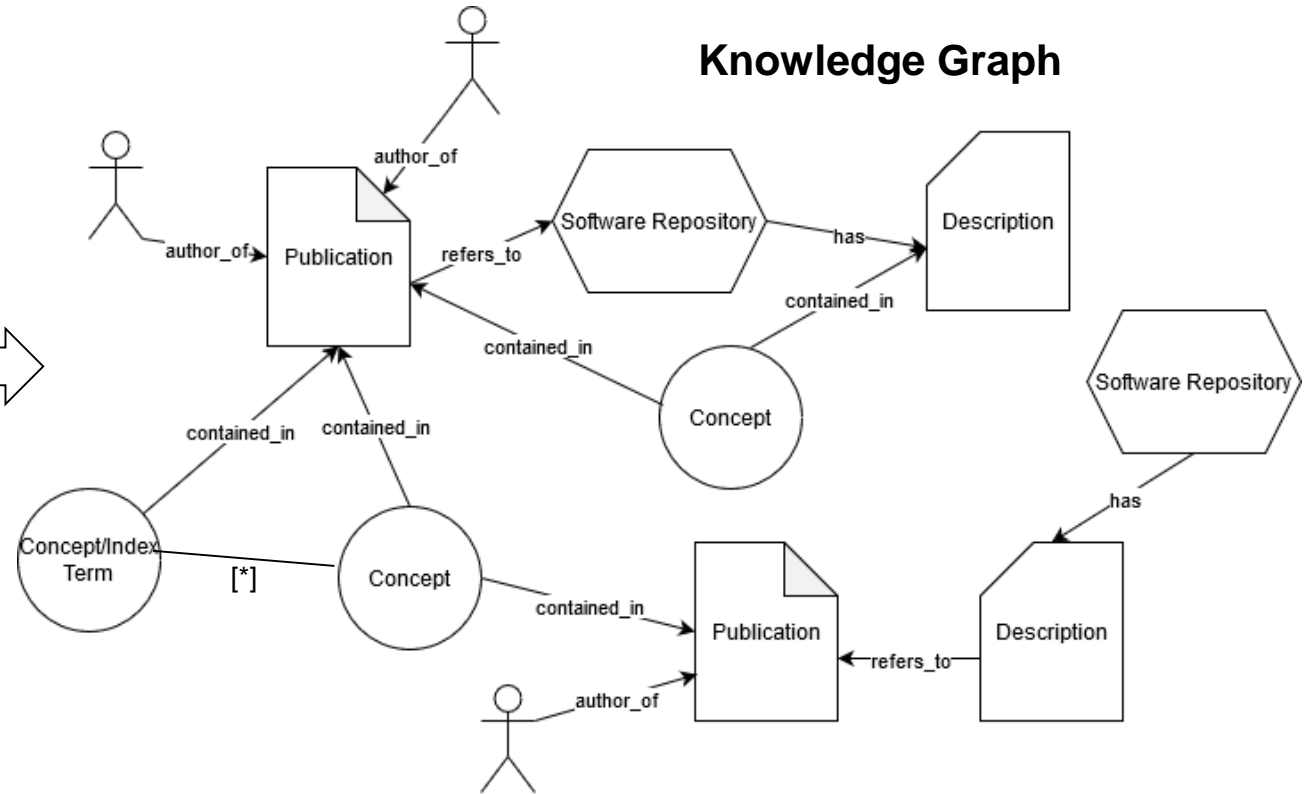 Knowledge Graph
author_of
author_of
Publication
refers_to
Software Repository
has
Description
contained_in
contained_in
Concept
Software Repository
contained_in
contained_in
has
Concept/Index
Term
[*]
Concept
contained_in
Publication
refers_to
Description
author_of